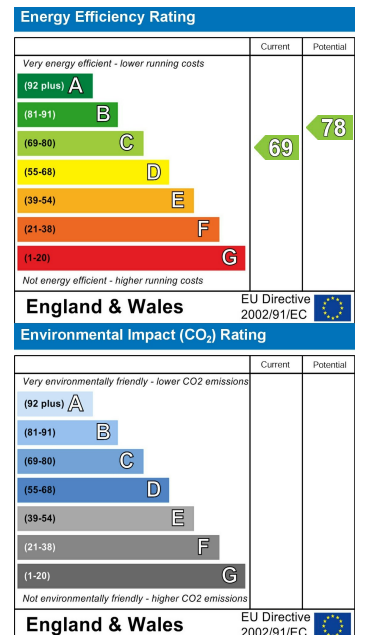 Energy Efficiency Rating
Current Potential
Very energy efficient - lower running costs
(92 plus) A
(81-91) B
(69-80) C
(55-68) D
(39-54) E
(21-38) F
(1-20) G
69
78
Not energy efficient - higher running costs
England & Wales
EU Directive
2002/91/EC
Environmental Impact (CO₂) Rating
Current Potential
Very environmentally friendly - lower CO2 emissions
(92 plus) A
(81-91) B
(69-80) C
(55-68) D
(39-54) E
(21-38) F
(1-20) G
Not environmentally friendly - higher CO2 emissions
England & Wales
EU Directive
2002/91/EC